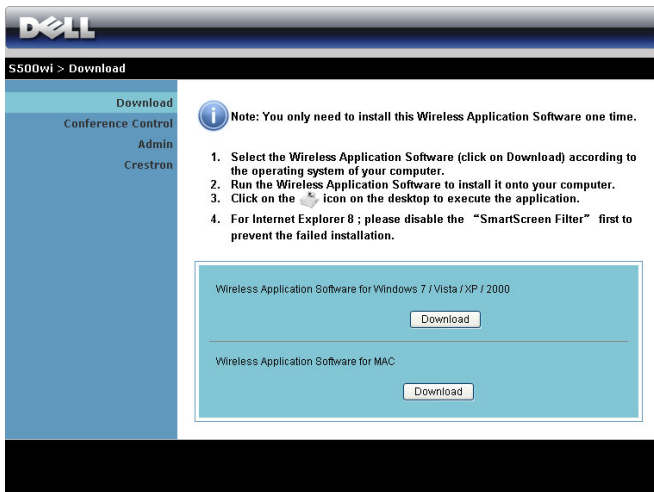 DELL
S500wi > Download
Download
Conference Control
Admin
Crestron
Note: You only need to install this Wireless Application Software one time.
1. Select the Wireless Application Software (click on Download) according to
the operating system of your computer.
2. Run the Wireless Application Software to install it onto your computer.
3. Click on the icon on the desktop to execute the application.
4. For Internet Explorer 8 ; please disable the “SmartScreen Filter” first to
prevent the failed installation.
Wireless Application Software for Windows 7 / Vista / XP / 2000
Download
Wireless Application Software for MAC
Download